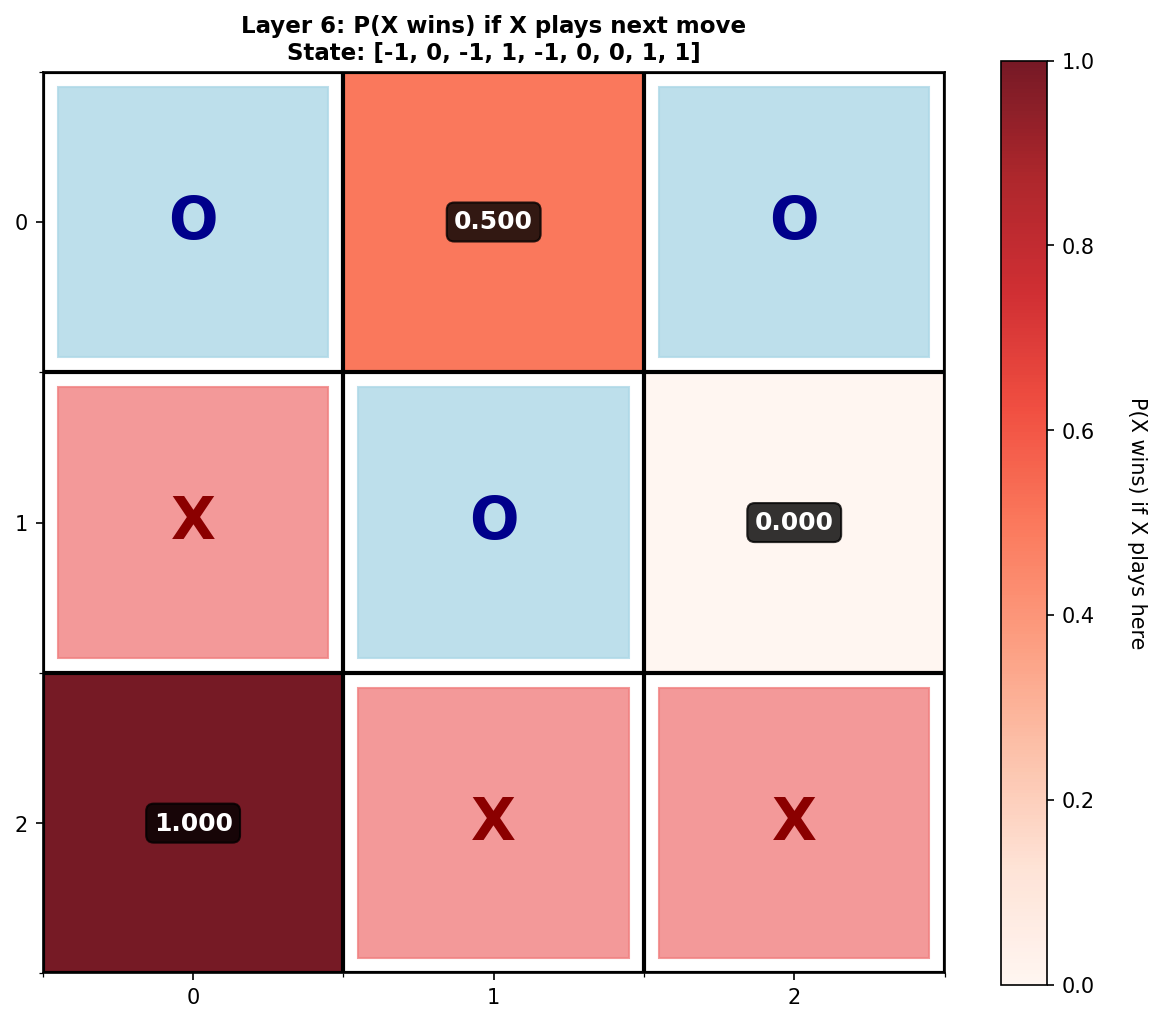 Layer 6: P(X wins) if X plays next move
State: [-1, 0, -1, 1, -1, 0, 0, 1, 1]
0
O
0.500
O
1
X
O
0.000
2
1.000
X
X
0
1
2
1.0
0.8
0.6
0.4
0.2
0.0
P(X wins) if X plays here